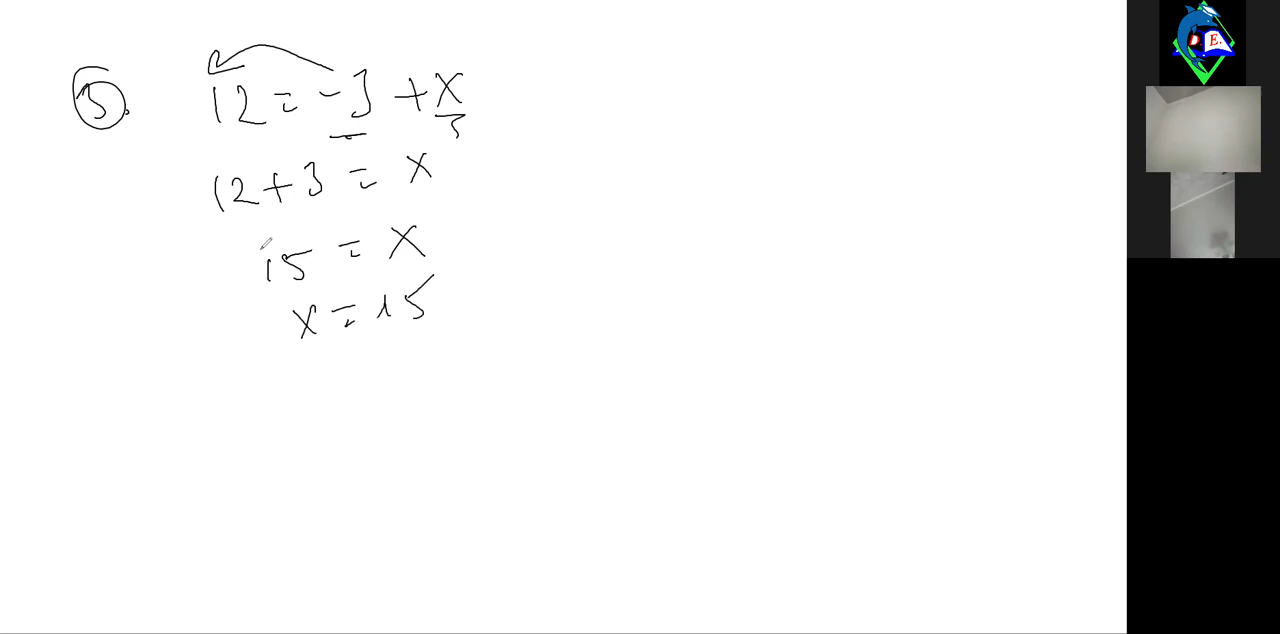 5. 12 = -3 + x
12 + 3 = x
15 = x
x = 15
D. E.